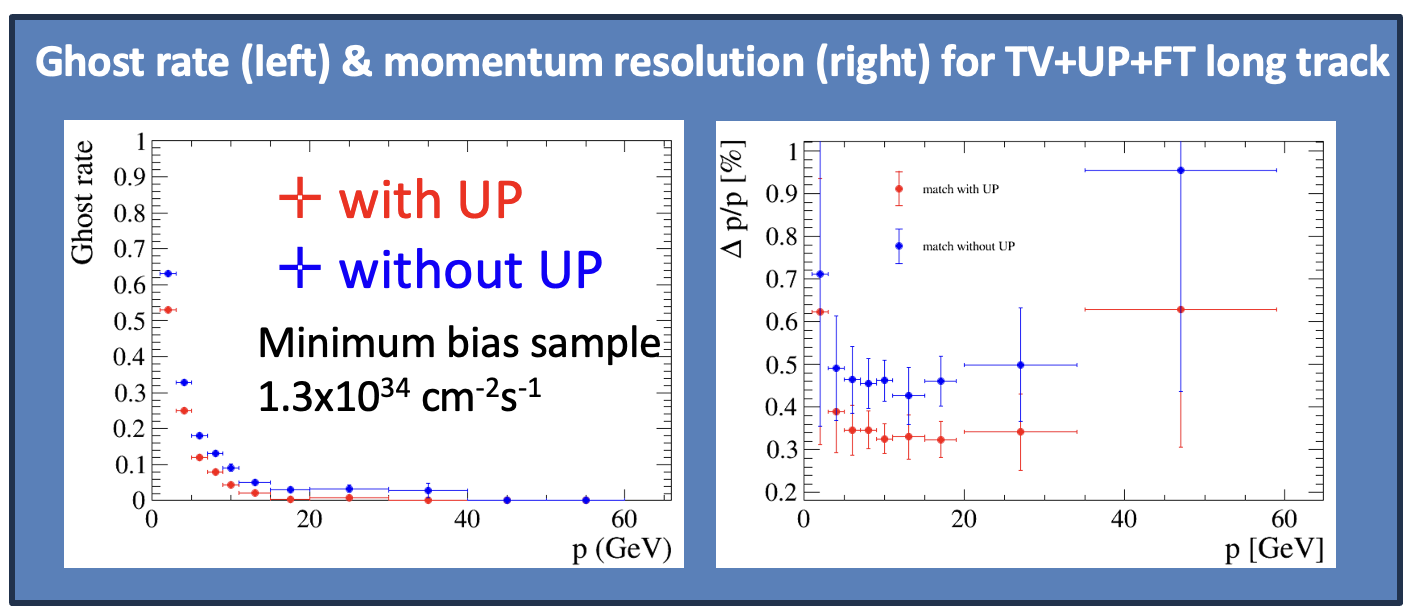 Ghost rate (left) & momentum resolution (right) for TV+UP+FT long track
Ghost rate
1
0.9
0.8
0.7
0.6
0.5
0.4
0.3
0.2
0.1
0
with UP
without UP
Minimum bias sample
1.3x10³⁴ cm⁻²s⁻¹
0 20 40 60
p (GeV)
Δ p/p [%]
1
0.9
0.8
0.7
0.6
0.5
0.4
0.3
0.2
match with UP
match without UP
0 20 40 60
p [GeV]